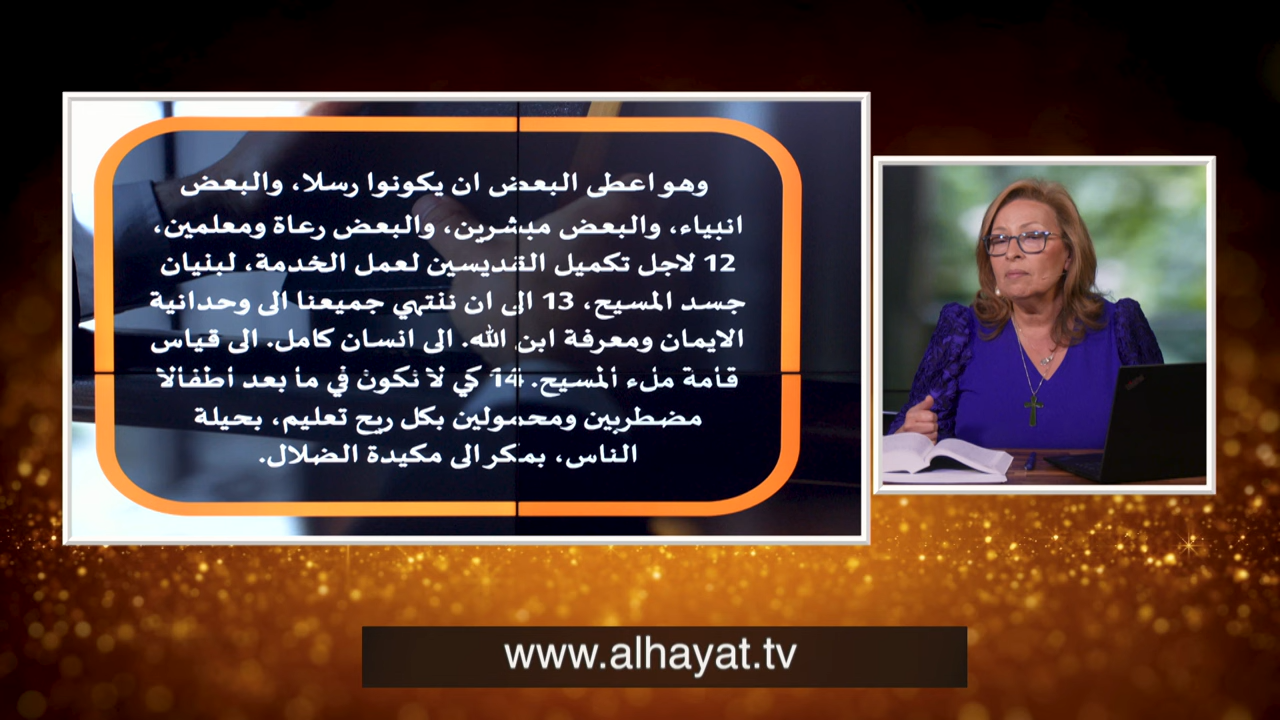 وهو اعطى البعض ان يكونوا رسلا، والبعض
انبياء، والبعض مبشرين، والبعض رعاة ومعلمين،
12 لاجل تكميل القديسين لعمل الخدمة، لبنيان
جسد المسيح، 13 الى ان ننتهي جميعنا الى وحدانية
الايمان ومعرفة ابن الله. الى انسان كامل. الى قياس
قامة ملء المسيح. 14 كي لا نكون في ما بعد اطفالا
مضطربين ومحمولين بكل ريح تعليم، بحيلة
الناس، بمكر الى مكيدة الضلال.
www.alhayat.tv